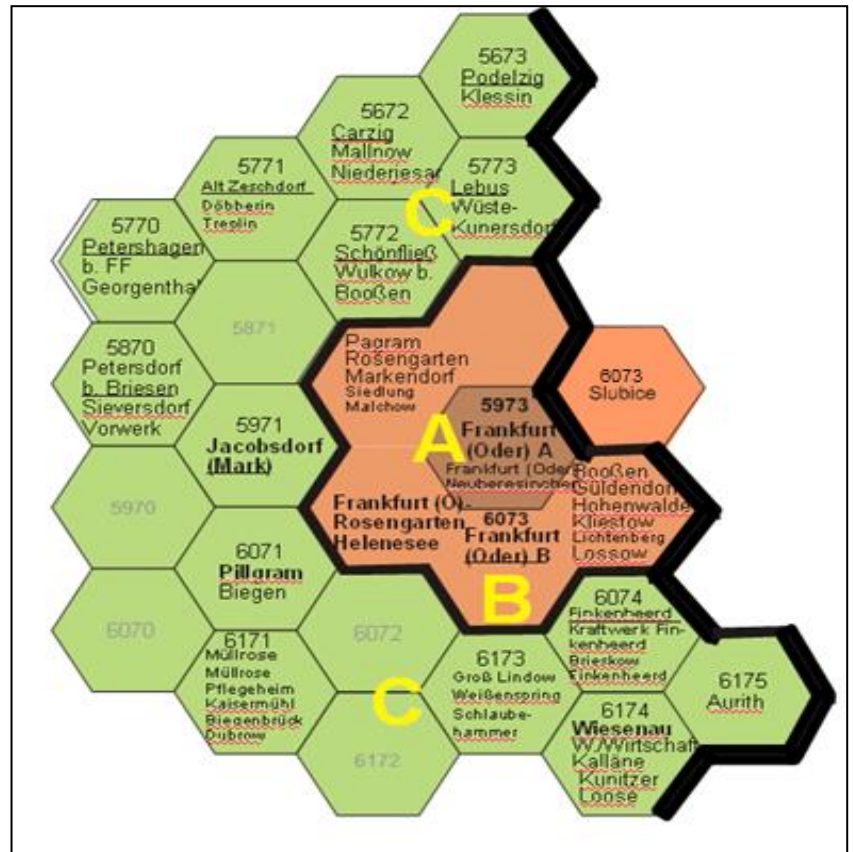 5673
Podelzig
Klessin
5672
Carzig
Mallnow
Niederjesar
5771
Alt Zeschdorf
Döbberin
Treplin
5773
Lebus
Wüste-
Kunersdorf
C
5770
Petershagen
b. FF
Georgenthal
5772
Schönfließ
Wulkow b.
Booßen
5871
5870
Petersdorf
b. Briesen
Sieversdorf
Vorwerk
Pagram
Rosengarten
Markendorf
Siedlung
Malchow
6073
Slubice
5971
Jacobsdorf
(Mark)
A
5973
Frankfurt
(Oder) A
Frankfurt (Oder)
Neuberesinchen
Booßen
Güldendorf
Hohenwalde
Kliestow
Lichtenberg
Lossow
5970
Frankfurt (O)-
Rosengarten
Helenesee
6073
Frankfurt
(Oder) B
B
6071
Pillgram
Biegen
6070
6072
6074
Finkenheerd
Kraftwerk Fin-
kenheerd
Brieskow
Finkenheerd
6171
Müllrose
Müllrose
Pflegeheim
Kaisermühl
Biegenbrück
Dubrow
C
6173
Groß Lindow
Weißenspring
Schlaube-
hammer
6175
Aurith
6174
Wiesenau
W./Wirtschaft
Kalläne
Kunitzer
Loose
6172